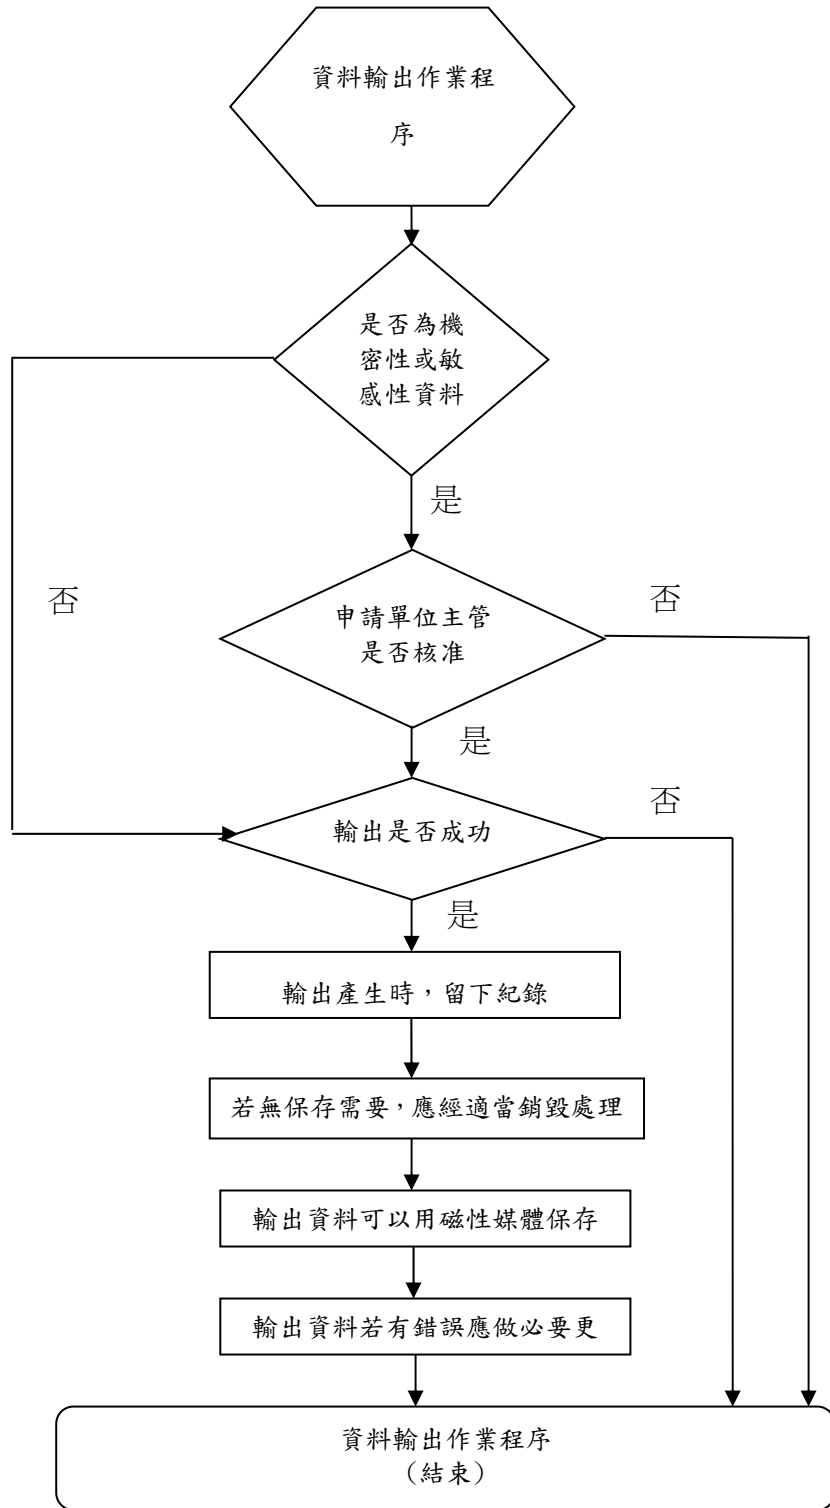 資料輸出作業程
序
是否為機
密性或敏
感性資料
是
否
申請單位主管
是否核准
否
是
輸出是否成功
否
是
輸出產生時，留下紀錄
若無保存需要，應經適當銷毀處理
輸出資料可以用磁性媒體保存
輸出資料若有錯誤應做必要更
資料輸出作業程序
（結束）